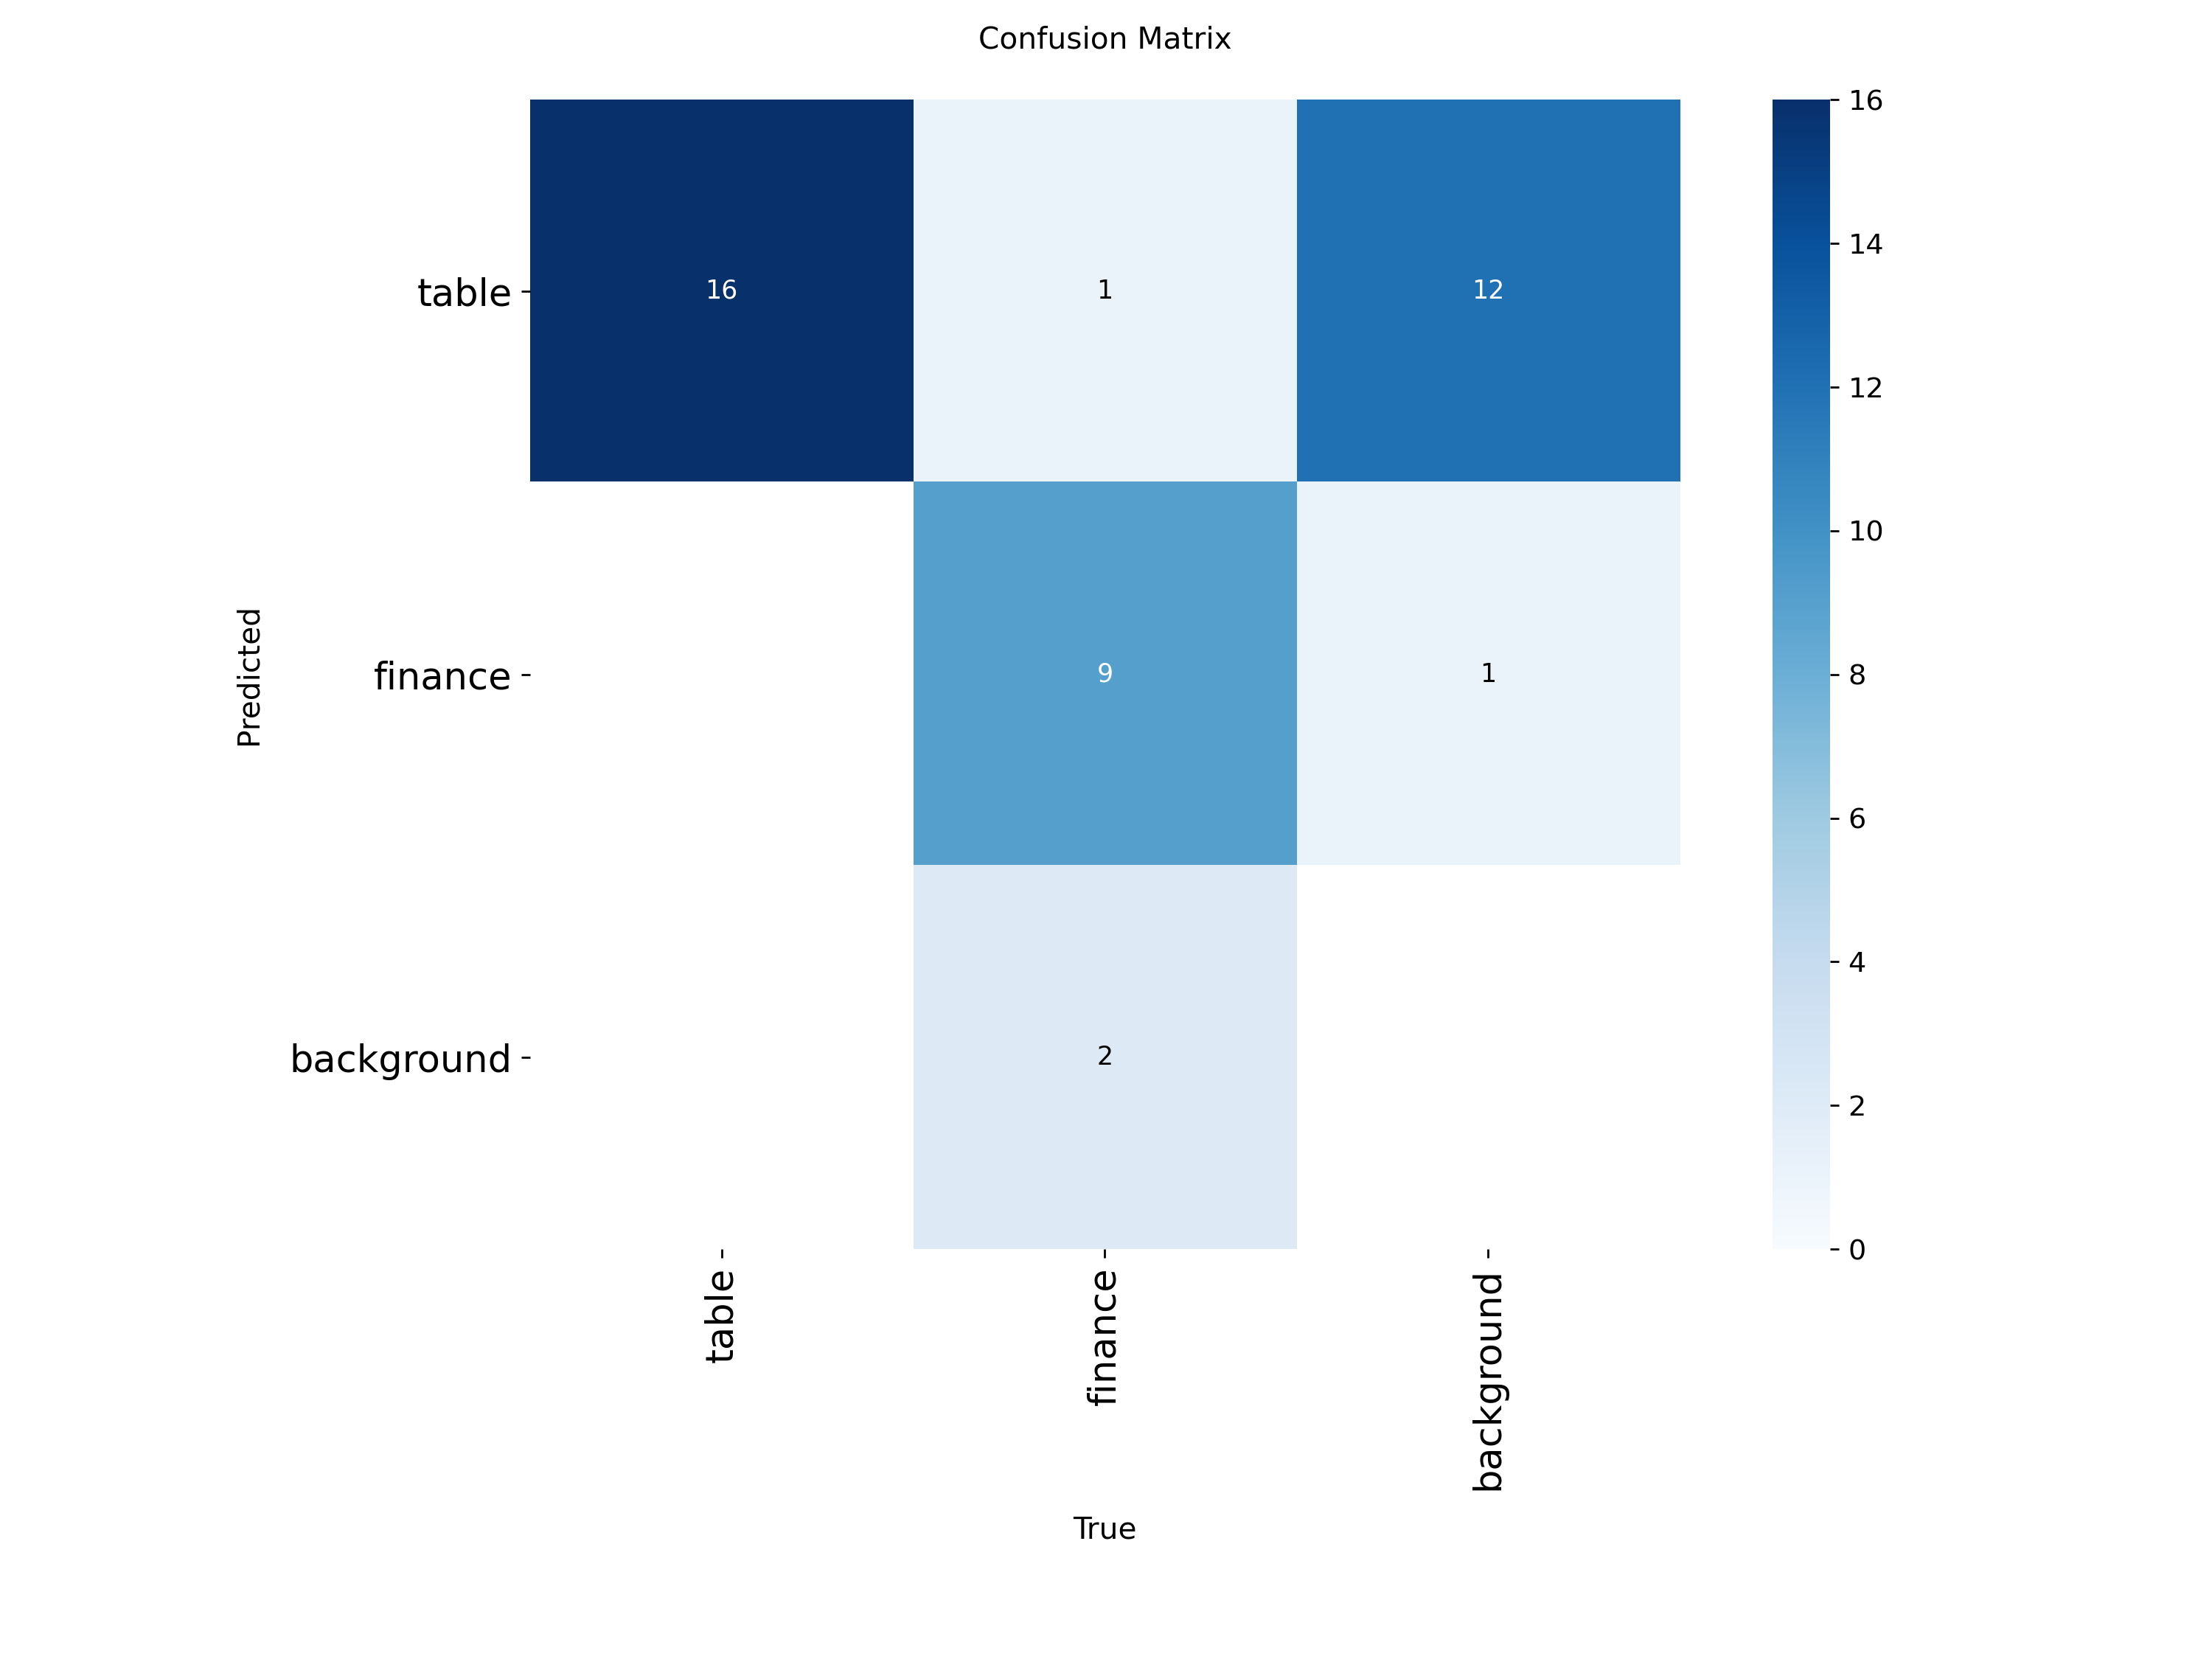 Confusion Matrix
16
14
12
10
8
6
4
2
0
table
16
1
12
Predicted
finance
9
1
background
2
table
finance
background
True